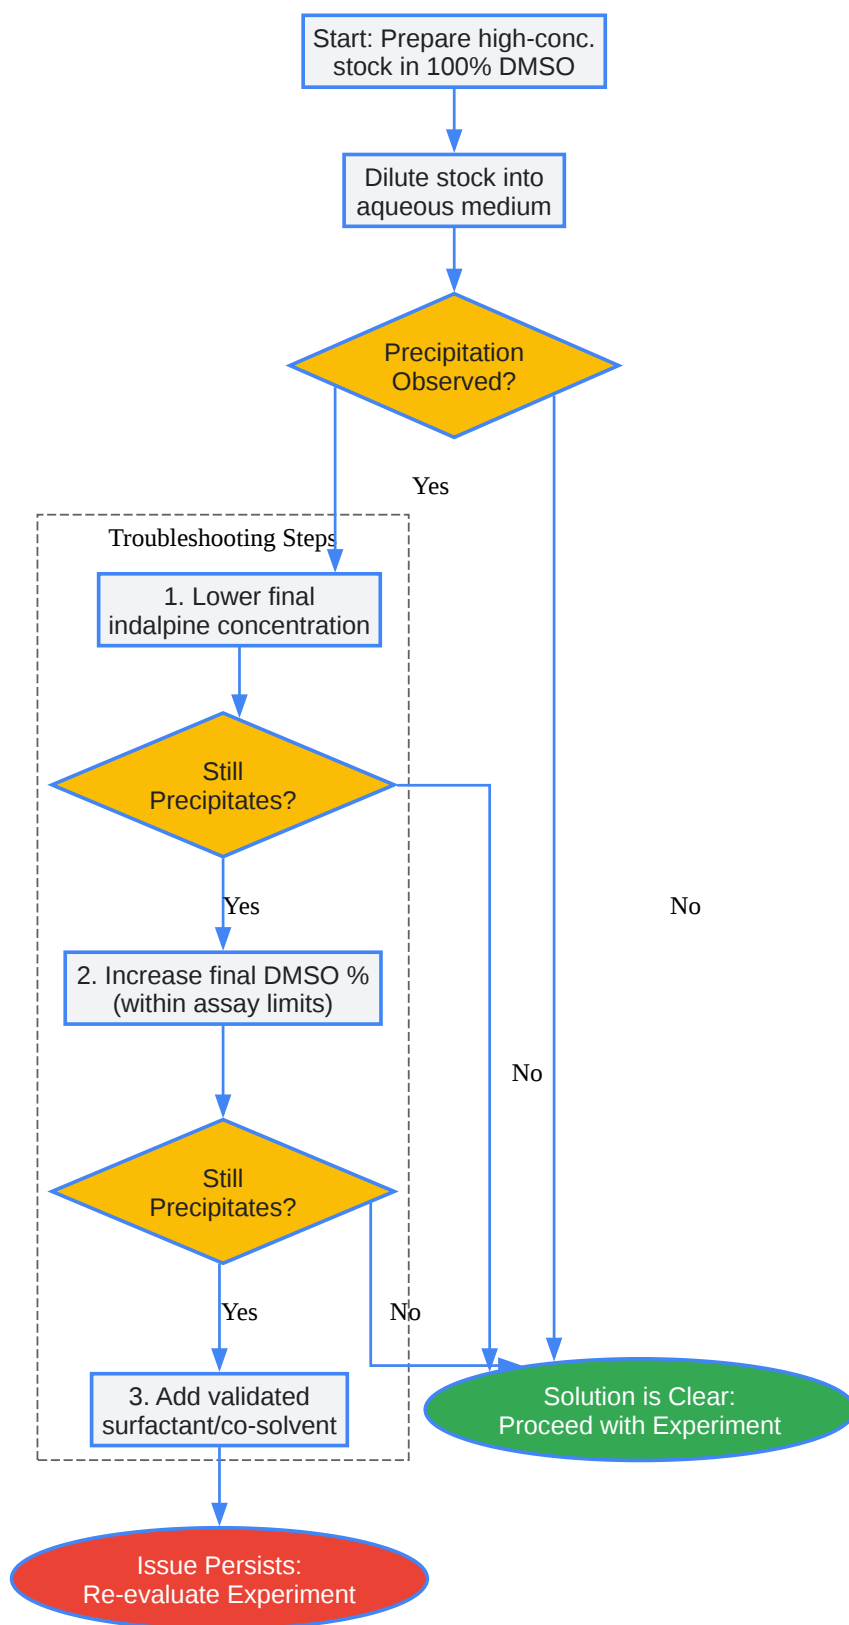 Start: Prepare high-conc.
stock in 100% DMSO
Dilute stock into
aqueous medium
Precipitation
Observed?
Yes
Troubleshooting Steps
1. Lower final
indalpine concentration
Still
Precipitates?
Yes
No
2. Increase final DMSO %
(within assay limits)
No
Still
Precipitates?
Yes
No
3. Add validated
surfactant/co-solvent
Solution is Clear:
Proceed with Experiment
Issue Persists:
Re-evaluate Experiment